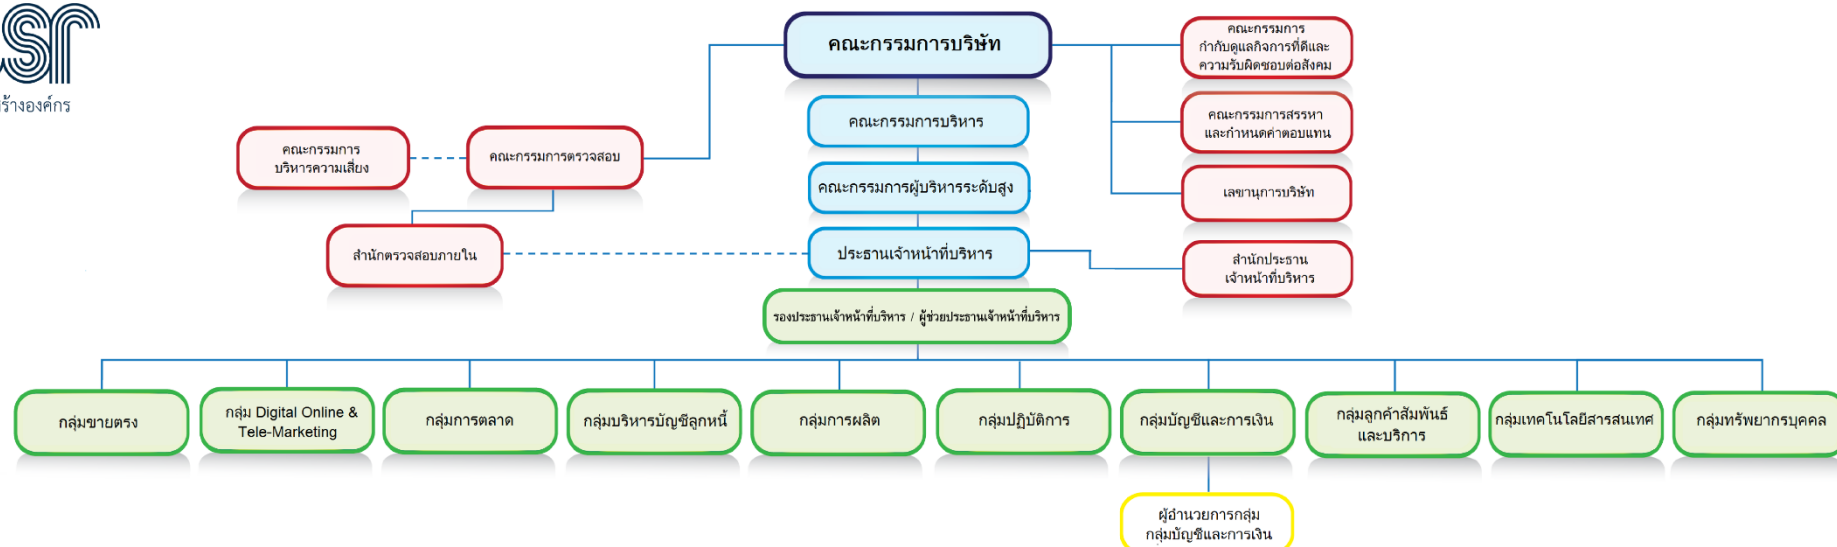 คณะกรรมการบริษัท
คณะกรรมการ
กำกับดูแลกิจการที่ดีและ
ความรับผิดชอบต่อสังคม
คณะกรรมการบริหาร
คณะกรรมการสรรหา
และกำหนดค่าตอบแทน
คณะกรรมการ
บริหารความเสี่ยง
คณะกรรมการตรวจสอบ
คณะกรรมการผู้บริหารระดับสูง
เลขานุการบริษัท
สำนักตรวจสอบภายใน
ประธานเจ้าหน้าที่บริหาร
สำนักประธาน
เจ้าหน้าที่บริหาร
รองประธานเจ้าหน้าที่บริหาร / ผู้ช่วยประธานเจ้าหน้าที่บริหาร
กลุ่มขายตรง
กลุ่ม Digital Online &
Tele-Marketing
กลุ่มการตลาด
กลุ่มบริหารบัญชีลูกหนี้
กลุ่มการผลิต
กลุ่มปฏิบัติการ
กลุ่มบัญชีและการเงิน
กลุ่มลูกค้าสัมพันธ์
และบริการ
กลุ่มเทคโนโลยีสารสนเทศ
กลุ่มทรัพยากรบุคคล
ผู้อำนวยการกลุ่ม
กลุ่มบัญชีและการเงิน